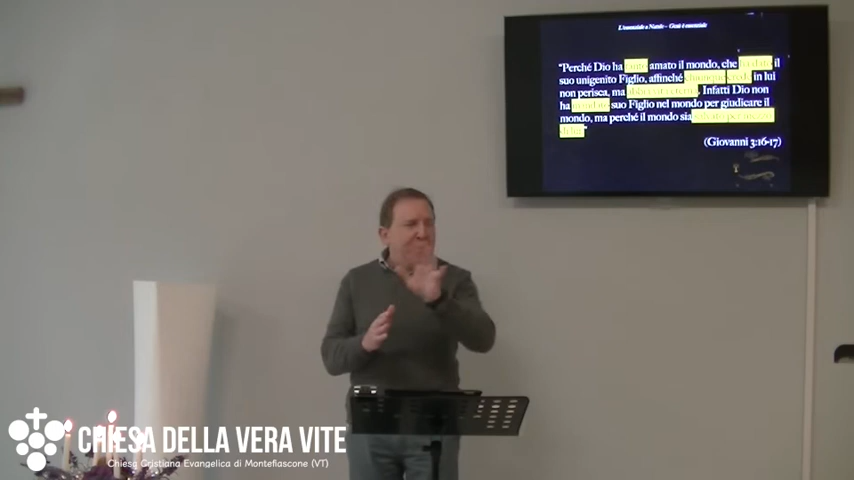 L'essenziale a Natale – Gesù è essenziale
"Perché Dio ha tanto amato il mondo, che ha dato il
suo unigenito Figlio, affinché chiunque crede in lui
non perisca, ma abbia vita eterna. Infatti Dio non
ha mandato suo Figlio nel mondo per giudicare il
mondo, ma perché il mondo sia salvato per mezzo
di lui"
(Giovanni 3:16-17)
CHIESA DELLA VERA VITE
Chiesa Cristiana Evangelica di Montefiascone (VT)